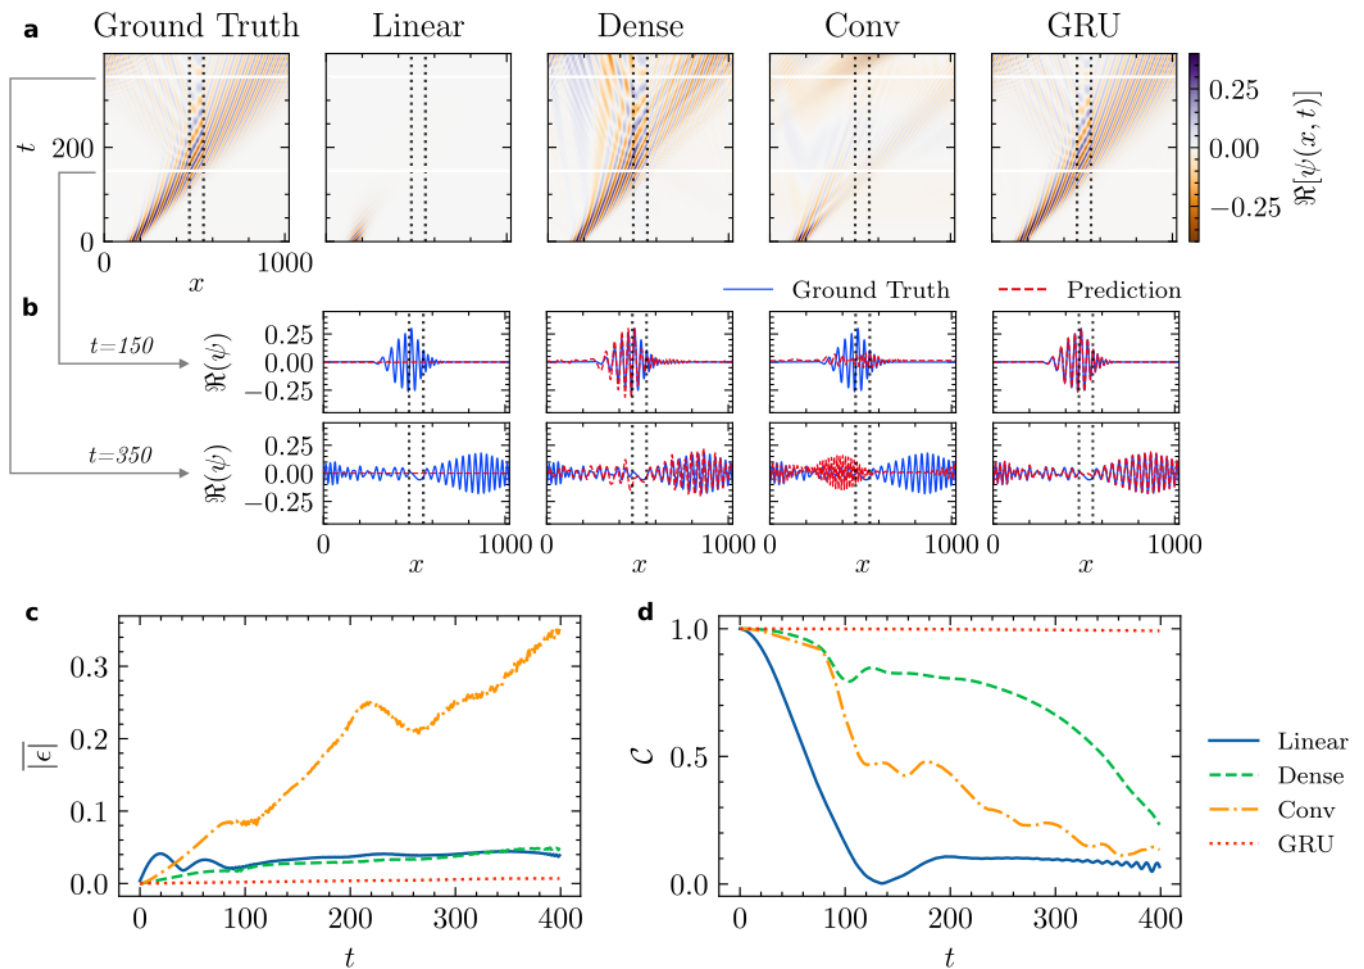 a
Ground Truth Linear Dense Conv GRU
t
200
0
0 1000
x
0.25
0.00
−0.25
ℜ[ψ(x, t)]
b
Ground Truth Prediction
t=150
ℜ(ψ)
0.25
0.00
−0.25
t=350
ℜ(ψ)
0.25
0.00
−0.25
0 1000 0 1000 0 1000 0 1000
x x x x
c
|ϵ|
0.3
0.2
0.1
0.0
0 100 200 300 400
t
d
C
1.0
0.5
0.0
0 100 200 300 400
t
Linear
Dense
Conv
GRU